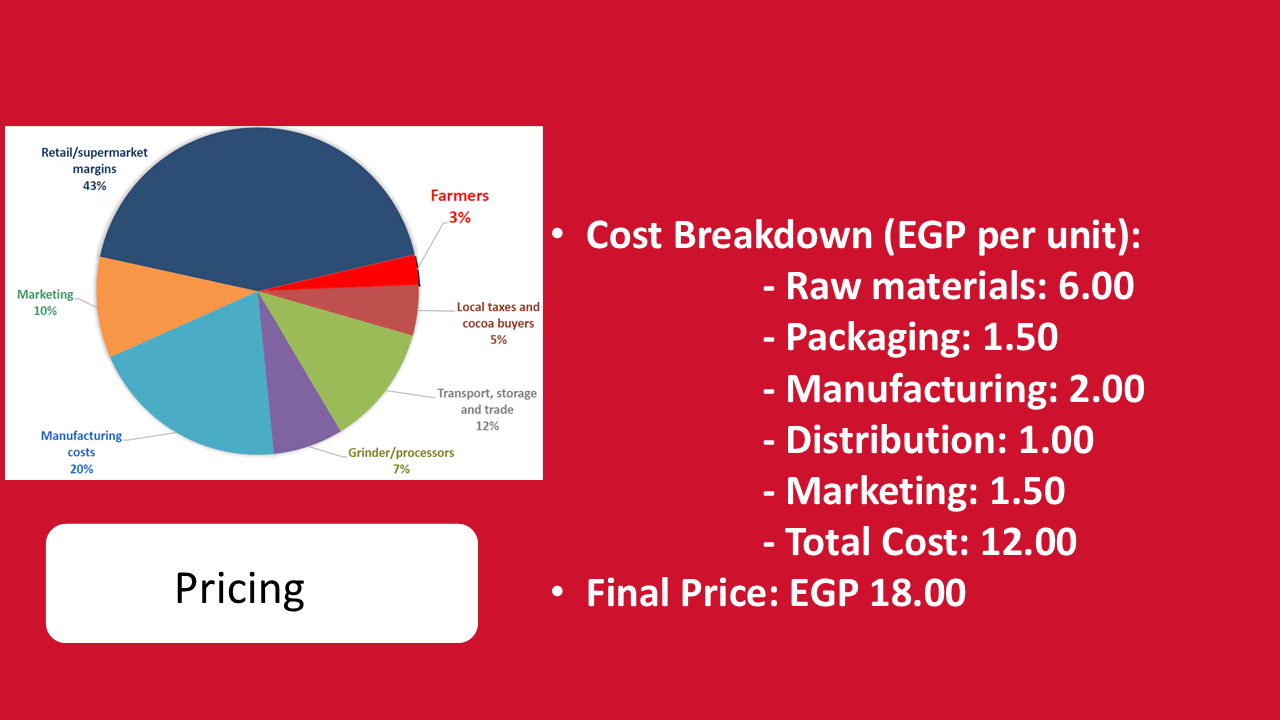 Retail/supermarket
margins
43%
Farmers
3%
Marketing
10%
Local taxes and
cocoa buyers
5%
Transport, storage
and trade
12%
Manufacturing
costs
20%
Grinder/processors
7%
Pricing
• Cost Breakdown (EGP per unit):
- Raw materials: 6.00
- Packaging: 1.50
- Manufacturing: 2.00
- Distribution: 1.00
- Marketing: 1.50
- Total Cost: 12.00
• Final Price: EGP 18.00